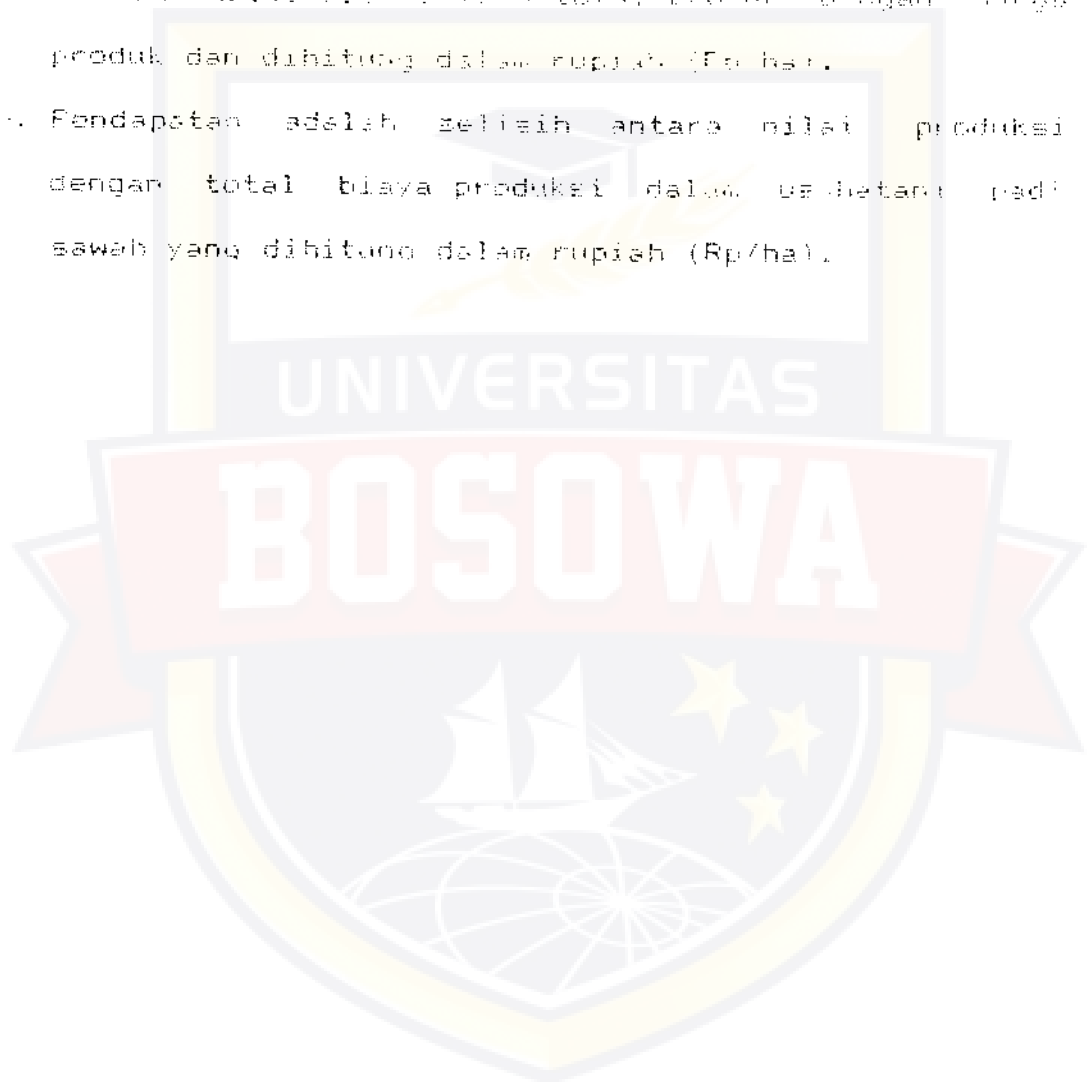 dengan
produk dan dihitung dalam rupiah (Rp/ha).
Pendapatan adalah selisih antara nilai produksi
dengan total biaya produksi dalam usahatani padi
sawah yang dihitung dalam rupiah (Rp/ha).
UNIVERSITAS
BOSOWA